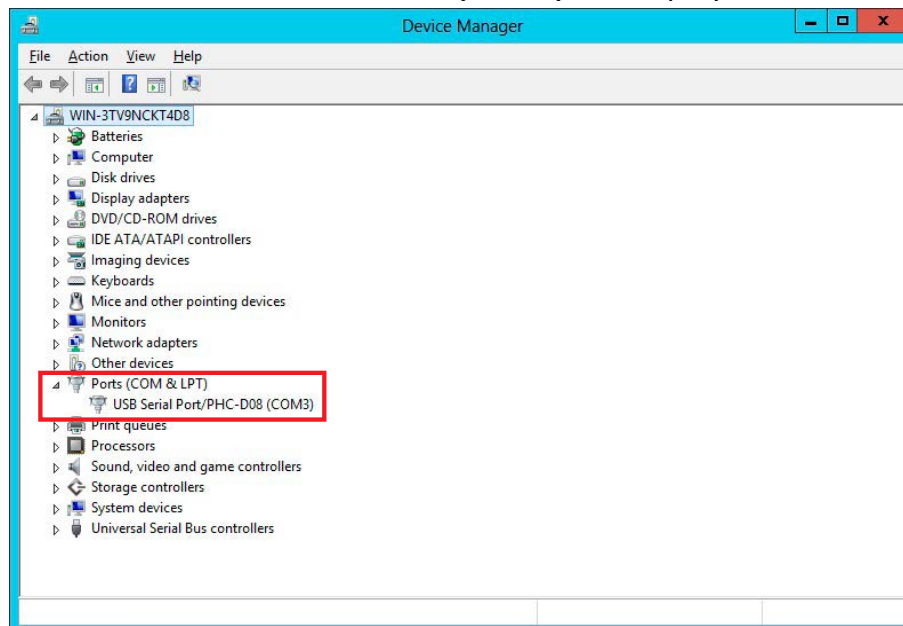 Device Manager
File Action View Help
WIN-3TV9NCKT4D8
Batteries
Computer
Disk drives
Display adapters
DVD/CD-ROM drives
IDE ATA/ATAPI controllers
Imaging devices
Keyboards
Mice and other pointing devices
Monitors
Network adapters
Other devices
Ports (COM & LPT)
USB Serial Port/PHC-D08 (COM3)
Print queues
Processors
Sound, video and game controllers
Storage controllers
System devices
Universal Serial Bus controllers